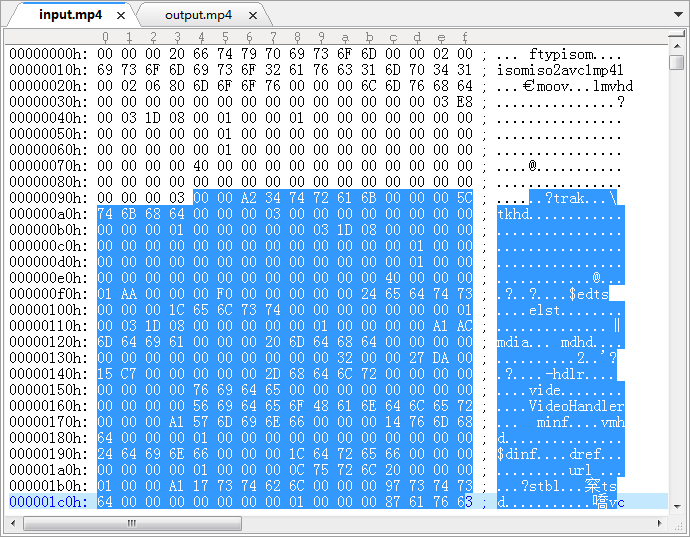 input.mp4 × output.mp4 ×
0 1 2 3 4 5 6 7 8 9 a b c d e f
00000000h: 00 00 00 20 66 74 79 70 69 73 6F 6D 00 00 02 00 ; ... ftypisom....
00000010h: 69 73 6F 6D 69 73 6F 32 61 76 63 31 6D 70 34 31 ; isomiso2avc1mp41
00000020h: 00 02 06 80 6D 6F 6F 76 00 00 00 6C 6D 76 68 64 ; ...€moov...lmvhd
00000030h: 00 00 00 00 00 00 00 00 00 00 00 00 00 00 03 E8 ; ...............?
00000040h: 00 03 1D 08 00 01 00 00 01 00 00 00 00 00 00 00 ; ................
00000050h: 00 00 00 00 00 01 00 00 00 00 00 00 00 00 00 00 ; ................
00000060h: 00 00 00 00 00 01 00 00 00 00 00 00 00 00 00 00 ; ................
00000070h: 00 00 00 00 40 00 00 00 00 00 00 00 00 00 00 00 ; ....@...........
00000080h: 00 00 00 00 00 00 00 00 00 00 00 00 00 00 00 00 ; ................
00000090h: 00 00 00 03 00 00 A2 34 74 72 61 6B 00 00 00 5C ; ......?trak...\
000000a0h: 74 6B 68 64 00 00 00 03 00 00 00 00 00 00 00 00 ; tkhd............
000000b0h: 00 00 00 01 00 00 00 00 00 03 1D 08 00 00 00 00 ; ................
000000c0h: 00 00 00 00 00 00 00 00 00 00 00 00 00 01 00 00 ; ................
000000d0h: 00 00 00 00 00 00 00 00 00 00 00 00 00 01 00 00 ; ................
000000e0h: 00 00 00 00 00 00 00 00 00 00 00 00 40 00 00 00 ; ............@...
000000f0h: 01 AA 00 00 00 F0 00 00 00 00 00 24 65 64 74 73 ; .?..?....$edts
00000100h: 00 00 00 1C 65 6C 73 74 00 00 00 00 00 00 00 01 ; ....elst........
00000110h: 00 03 1D 08 00 00 00 00 00 01 00 00 00 00 A1 AC ; ..............‖
00000120h: 6D 64 69 61 00 00 00 20 6D 64 68 64 00 00 00 00 ; mdia... mdhd....
00000130h: 00 00 00 00 00 00 00 00 00 00 32 00 00 27 DA 00 ; ..........2..'?
00000140h: 15 C7 00 00 00 00 00 2D 68 64 6C 72 00 00 00 00 ; .?....-hdlr....
00000150h: 00 00 00 00 76 69 64 65 00 00 00 00 00 00 00 00 ; ....vide........
00000160h: 00 00 00 00 56 69 64 65 6F 48 61 6E 64 6C 65 72 ; ....VideoHandler
00000170h: 00 00 00 A1 57 6D 69 6E 66 00 00 00 14 76 6D 68 ; .... minf....vmh
00000180h: 64 00 00 00 01 00 00 00 00 00 00 00 00 00 00 00 ; d...............
00000190h: 24 64 69 6E 66 00 00 00 1C 64 72 65 66 00 00 00 ; $dinf....dref...
000001a0h: 00 00 00 00 01 00 00 00 0C 75 72 6C 20 00 00 00 ; .........url ...
000001b0h: 01 00 00 A1 17 73 74 62 6C 00 00 00 97 73 74 73 ; ...?stbl...棨ts
000001c0h: 64 00 00 00 00 00 00 01 00 00 00 00 87 61 76 63 ; d...........嘺vc